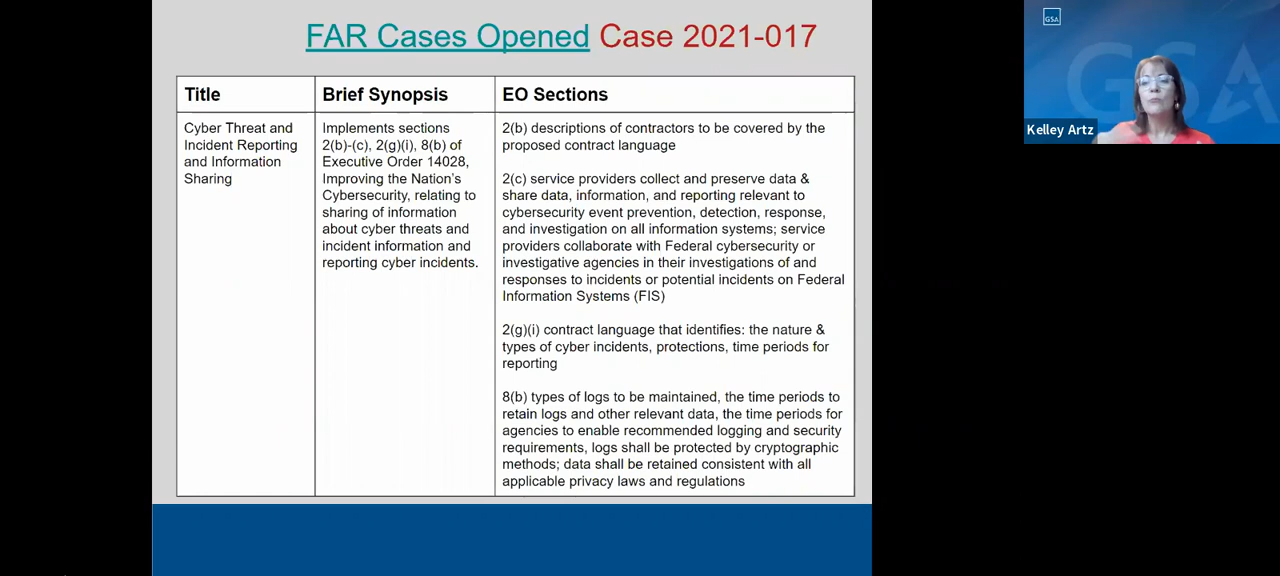 FAR Cases Opened Case 2021-017
Title
Brief Synopsis
EO Sections
Cyber Threat and
Incident Reporting
and Information
Sharing
Implements sections
2(b)-(c), 2(g)(i), 8(b) of
Executive Order 14028,
Improving the Nation's
Cybersecurity, relating to
sharing of information
about cyber threats and
incident information and
reporting cyber incidents.
2(b) descriptions of contractors to be covered by the
proposed contract language
2(c) service providers collect and preserve data &
share data, information, and reporting relevant to
cybersecurity event prevention, detection, response,
and investigation on all information systems; service
providers collaborate with Federal cybersecurity or
investigative agencies in their investigations of and
responses to incidents or potential incidents on Federal
Information Systems (FIS)
2(g)(i) contract language that identifies: the nature &
types of cyber incidents, protections, time periods for
reporting
8(b) types of logs to be maintained, the time periods to
retain logs and other relevant data, the time periods for
agencies to enable recommended logging and security
requirements, logs shall be protected by cryptographic
methods; data shall be retained consistent with all
applicable privacy laws and regulations
GSA
GSA
Kelley Artz